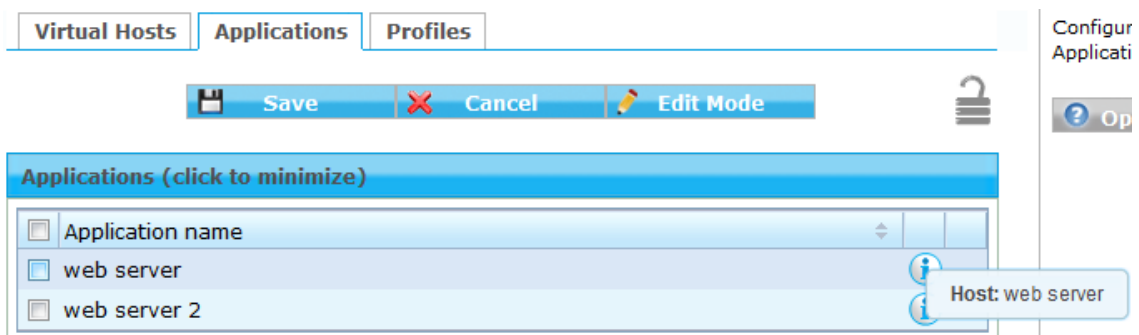 Virtual Hosts Applications Profiles
Save Cancel Edit Mode
Applications (click to minimize)
Application name
web server
web server 2
Host: web server